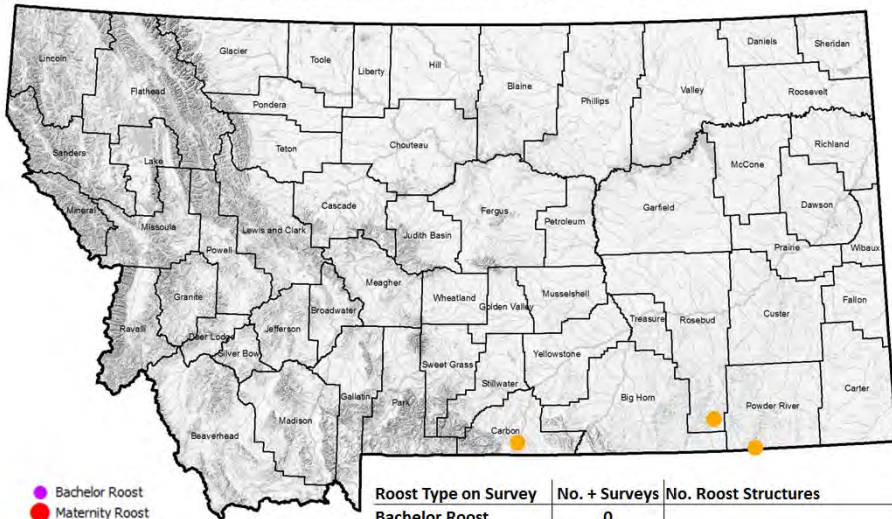 Daniels
Sheridan
Glacier
Toole
Liberty
Hill
Lincoln
Blaine
Phillips
Valley
Flathead
Roosevelt
Pondera
Teton
Chouteau
Richland
Sanders
Lake
McCone
Cascade
Fergus
Garfield
Dawson
Mineral
Missoula
Lewis and Clark
Judith Basin
Petroleum
Powell
Prairie
Wibaux
Meagher
Granite
Broadwater
Wheatland
Golden Valley
Musselshell
Treasure
Rosebud
Custer
Fallon
Ravalli
Deer Lodge
Jefferson
Silver Bow
Sweet Grass
Yellowstone
Stillwater
Gallatin
Park
Big Horn
Powder River
Carter
Beaverhead
Madison
Carbon
Bachelor Roost
Maternity Roost
Roost Type on Survey No. + Surveys No. Roost Structures
Bachelor Roost 0